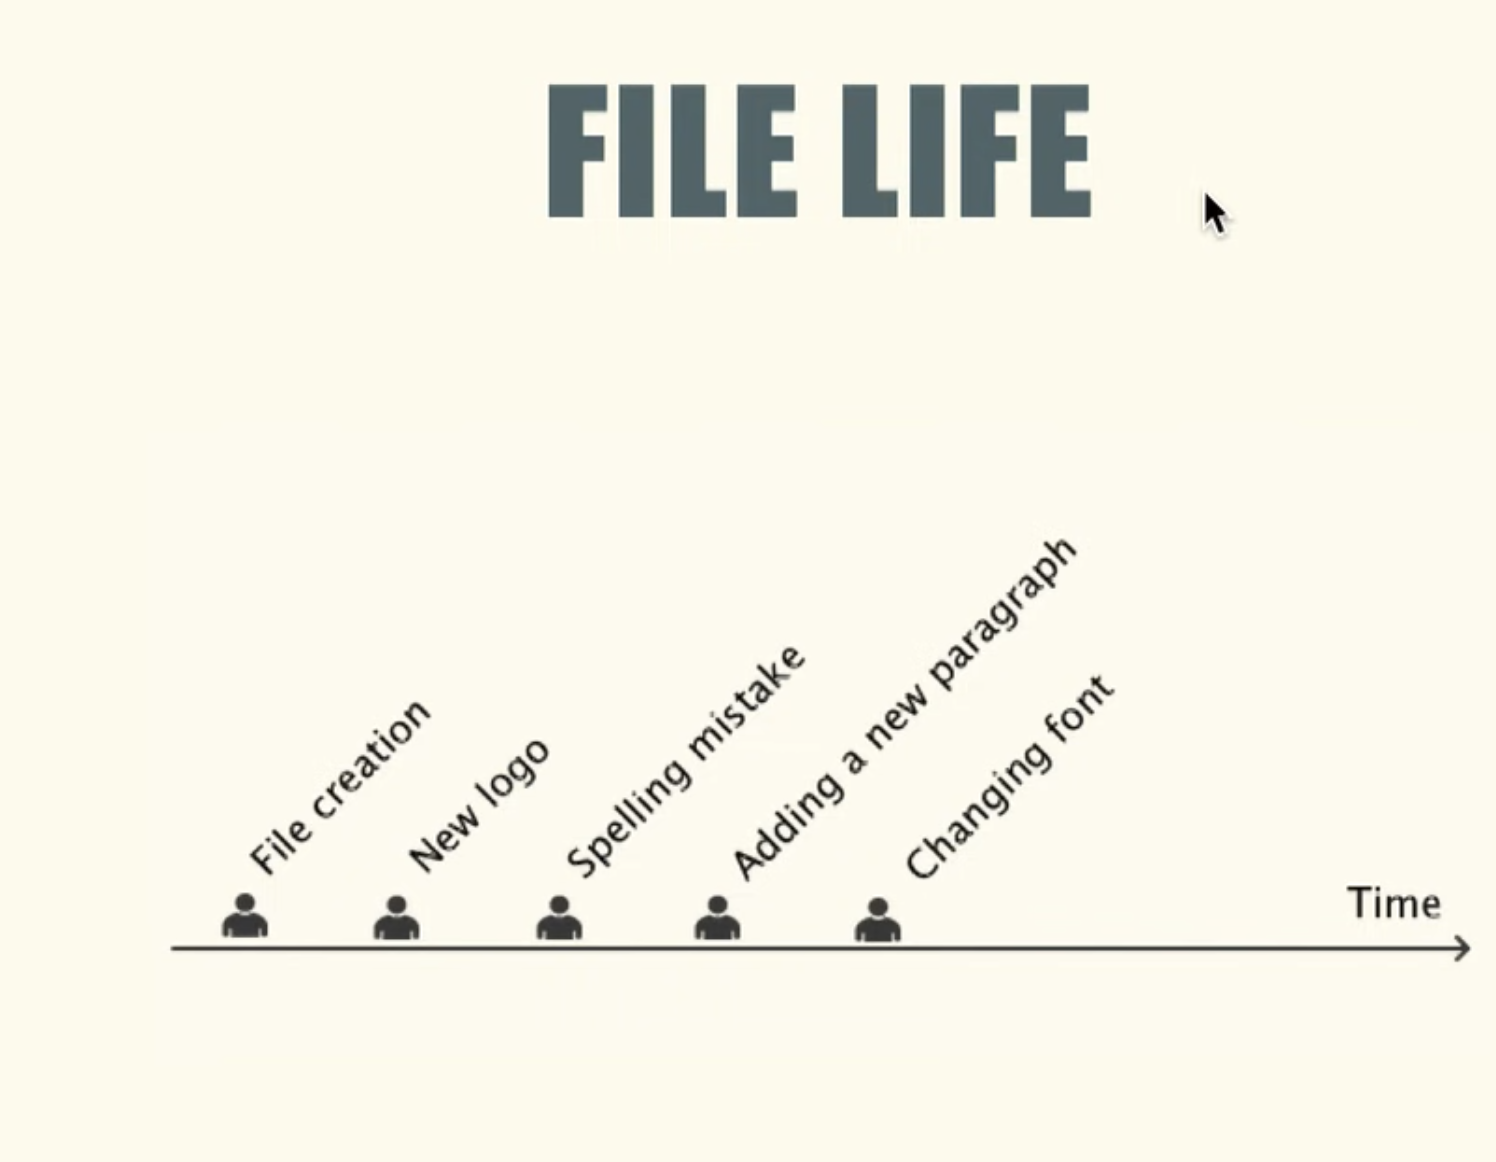 FILE LIFE
File creation
New logo
Spelling mistake
Adding a new paragraph
Changing font
Time